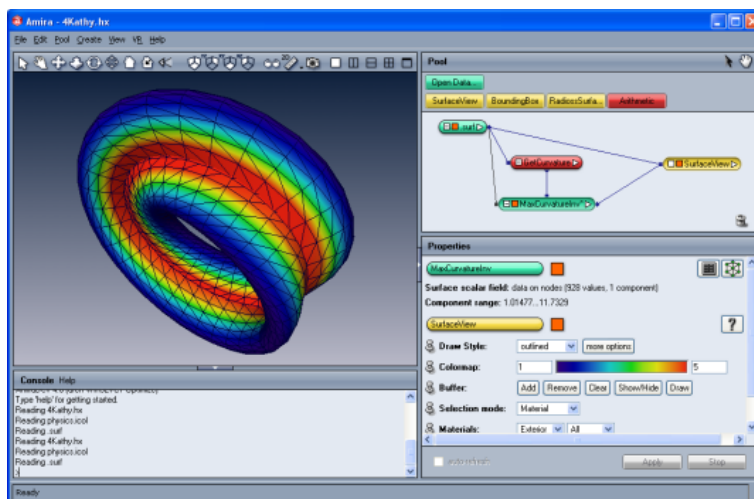 Amira - 4Kathy.hx
File Edit Pool Create View VR Help
Pool
Open Data...
SurfaceView BoundingBox RadiossSurfa... Arithmetic
.surf
GetCurvature
SurfaceView
MaxCurvatureInv*
Properties
MaxCurvatureInv
Surface scalar field: data on nodes (928 values, 1 component)
Component range: 1.01477...11.7329
SurfaceView
?
Draw Style: outlined more options
Colormap: 1 5
Buffer: Add Remove Clear Show/Hide Draw
Selection mode: Material
Materials: Exterior All
auto-refresh Apply Stop
Console Help
Type 'help' for getting started.
Reading 4Kathy.hx
Reading physics.icol
Reading .surf
Reading 4Kathy.hx
Reading physics.icol
Reading .surf
>
Ready